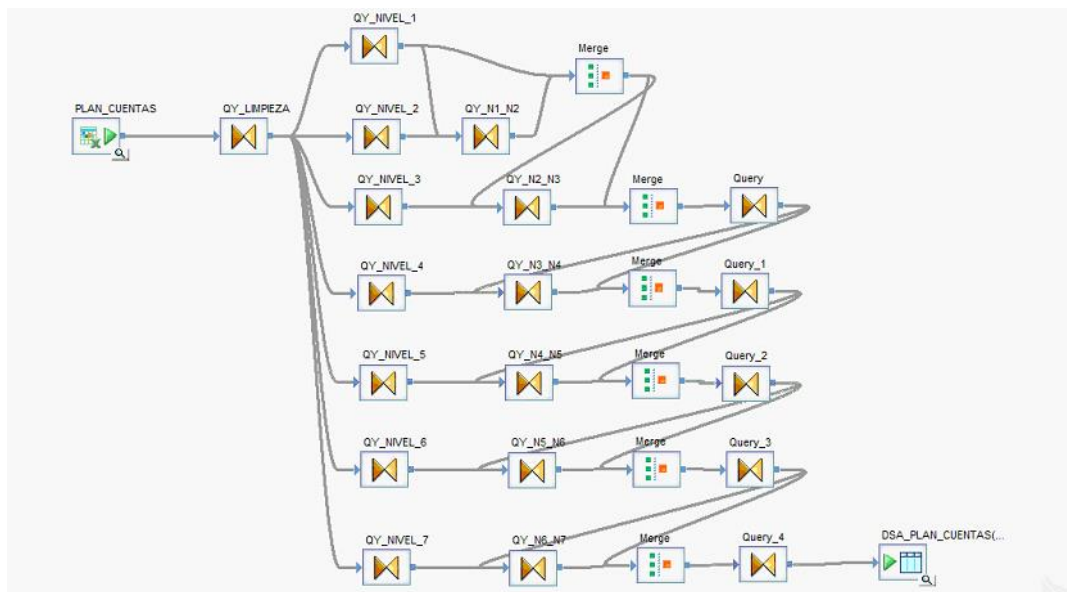 QY_NIVEL_1
Merge
PLAN_CUENTAS
QY_LIMPIEZA
QY_NIVEL_2
QY_N1_N2
QY_NIVEL_3
QY_N2_N3
Merge
Query
QY_NIVEL_4
QY_N3_N4
Merge
Query_1
QY_NIVEL_5
QY_N4_N5
Merge
Query_2
QY_NIVEL_6
QY_N5_N6
Merge
Query_3
QY_NIVEL_7
QY_N6_N7
Merge
Query_4
DSA_PLAN_CUENTAS(...